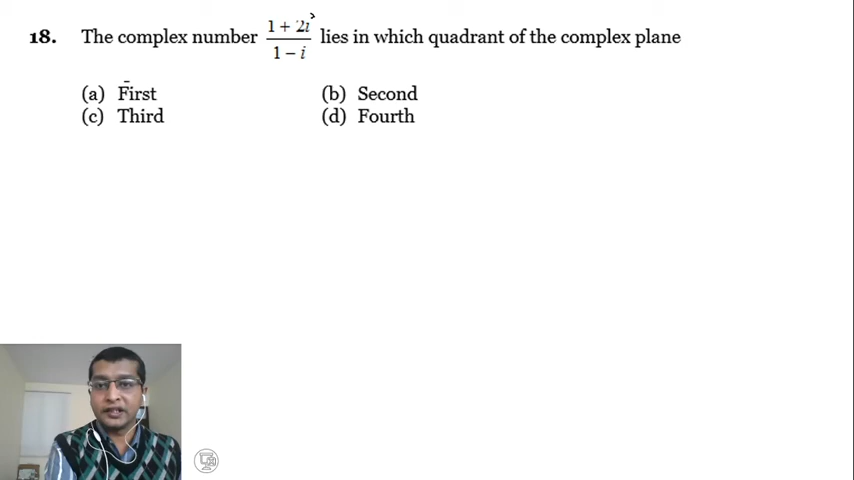 18. The complex number (1 + 2i)/(1 − i) lies in which quadrant of the complex plane
(a) First (b) Second
(c) Third (d) Fourth